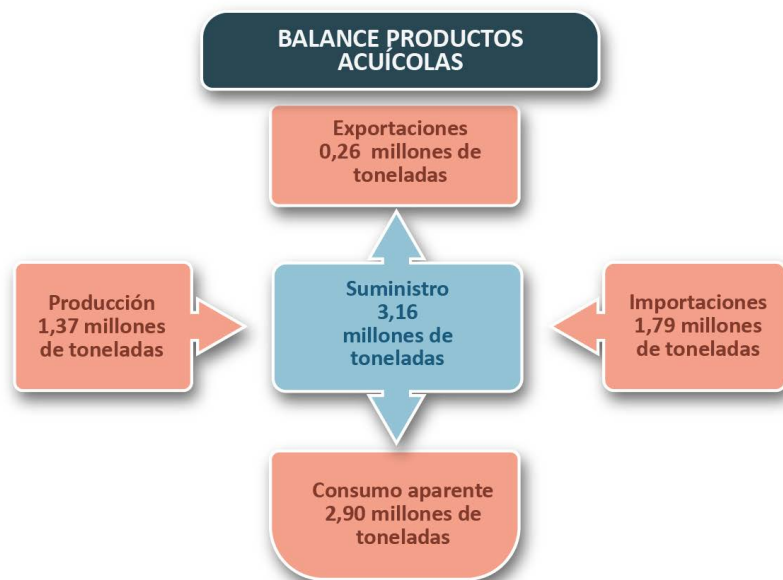 BALANCE PRODUCTOS
ACUÍCOLAS
Exportaciones
0,26 millones de
toneladas
Producción
1,37 millones
de toneladas
Suministro
3,16
millones de
toneladas
Importaciones
1,79 millones
de toneladas
Consumo aparente
2,90 millones de
toneladas